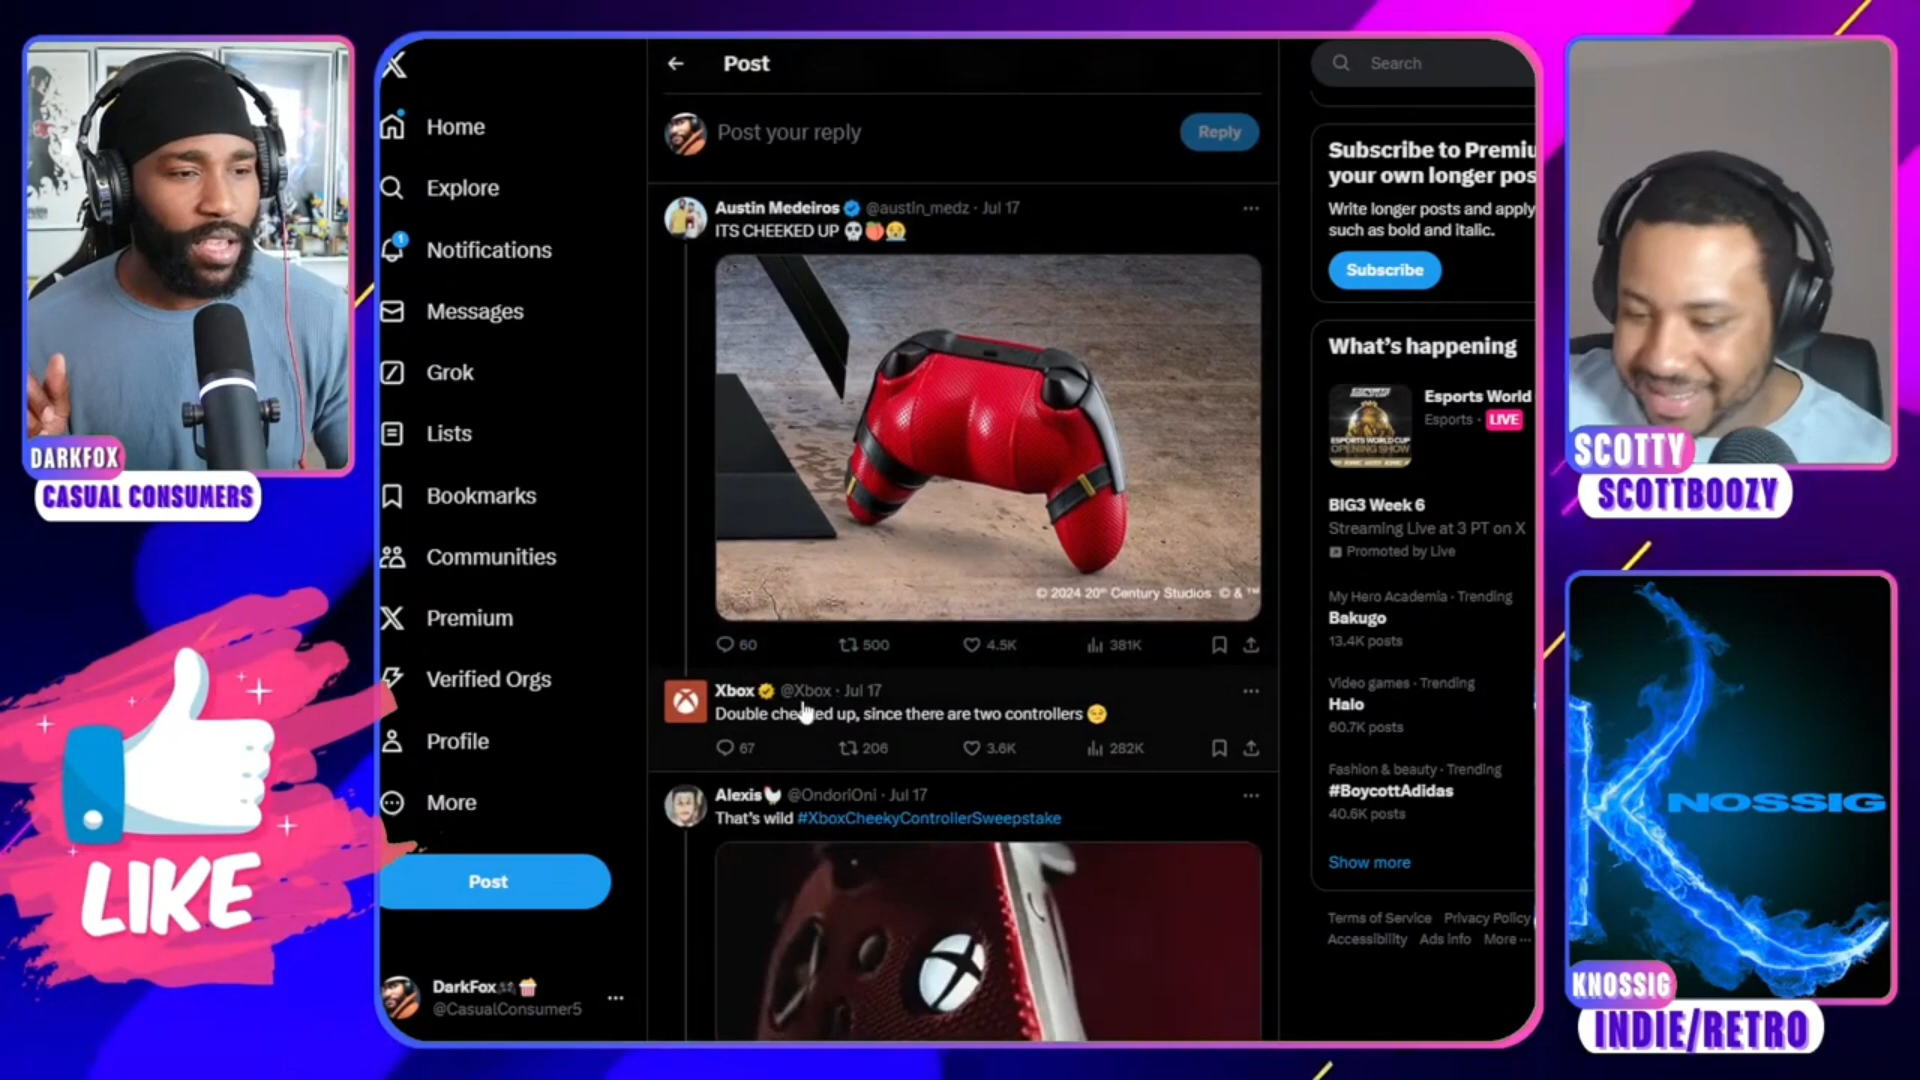 DARKFOX
CASUAL CONSUMERS
LIKE
Home
Explore
1
Notifications
Messages
Grok
Lists
Bookmarks
Communities
Premium
Verified Orgs
Profile
More
Post
DarkFox🎮🍿
@CasualConsumer5
Post
Post your reply
Reply
Austin Medeiros @austin_medz · Jul 17
ITS CHEEKED UP 💀🍑😭
© 2024 20th Century Studios © & ™
60 500 4.5K 381K
Xbox @Xbox · Jul 17
Double cheeked up, since there are two controllers 🥹
67 206 3.6K 282K
Alexis @OndoriOni · Jul 17
That's wild #XboxCheekyControllerSweepstake
Search
Subscribe to Premiu
your own longer pos
Write longer posts and apply
such as bold and italic.
Subscribe
What's happening
ESPORTS WORLD CUP
OPENING SHOW
Esports World
Esports · LIVE
BIG3 Week 6
Streaming Live at 3 PT on X
Promoted by Live
My Hero Academia · Trending
Bakugo
13.4K posts
Video games · Trending
Halo
60.7K posts
Fashion & beauty · Trending
#BoycottAdidas
40.6K posts
Show more
Terms of Service Privacy Policy
Accessibility Ads info More ···
SCOTTY
SCOTTBOOZY
K
NOSSIG
KNOSSIG
INDIE/RETRO